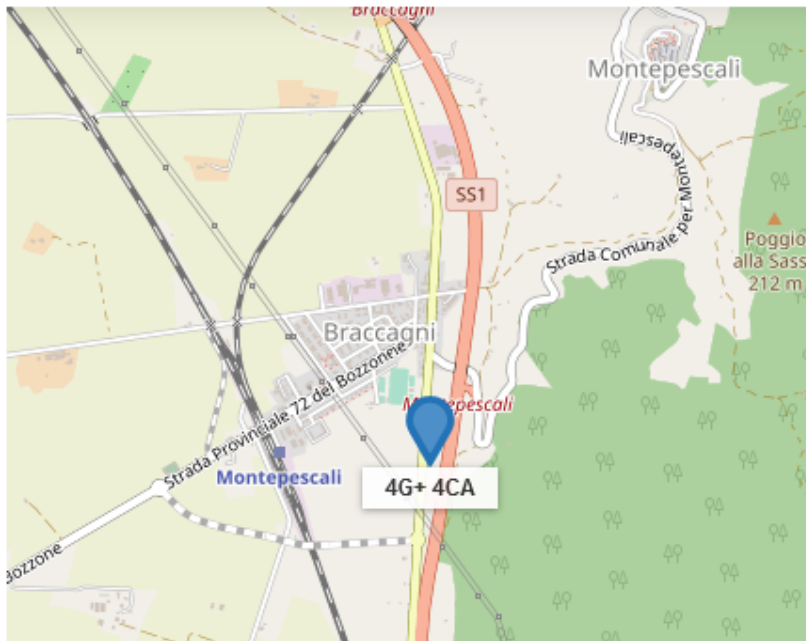 Braccagni
Montepescali
SS1
Strada Comunale per Montepescali
Poggio
alla Sass
212 m
Braccagni
Strada Provinciale 72 del Bozzone
Montepescali
Montepescali
4G+ 4CA
Bozzone